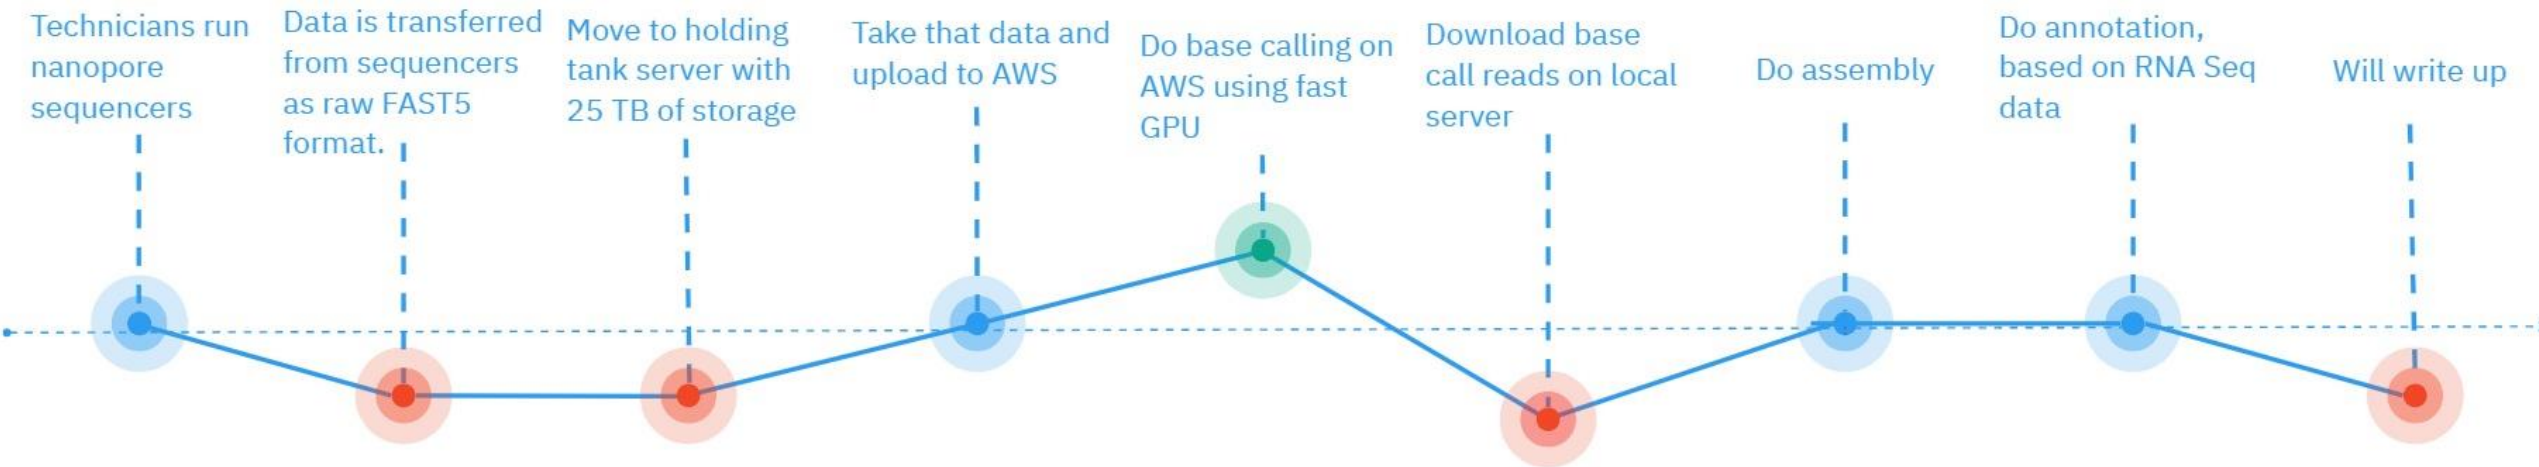 Technicians run
nanopore
sequencers
Data is transferred
from sequencers
as raw FAST5
format.
Move to holding
tank server with
25 TB of storage
Take that data and
upload to AWS
Do base calling on
AWS using fast
GPU
Download base
call reads on local
server
Do assembly
Do annotation,
based on RNA Seq
data
Will write up